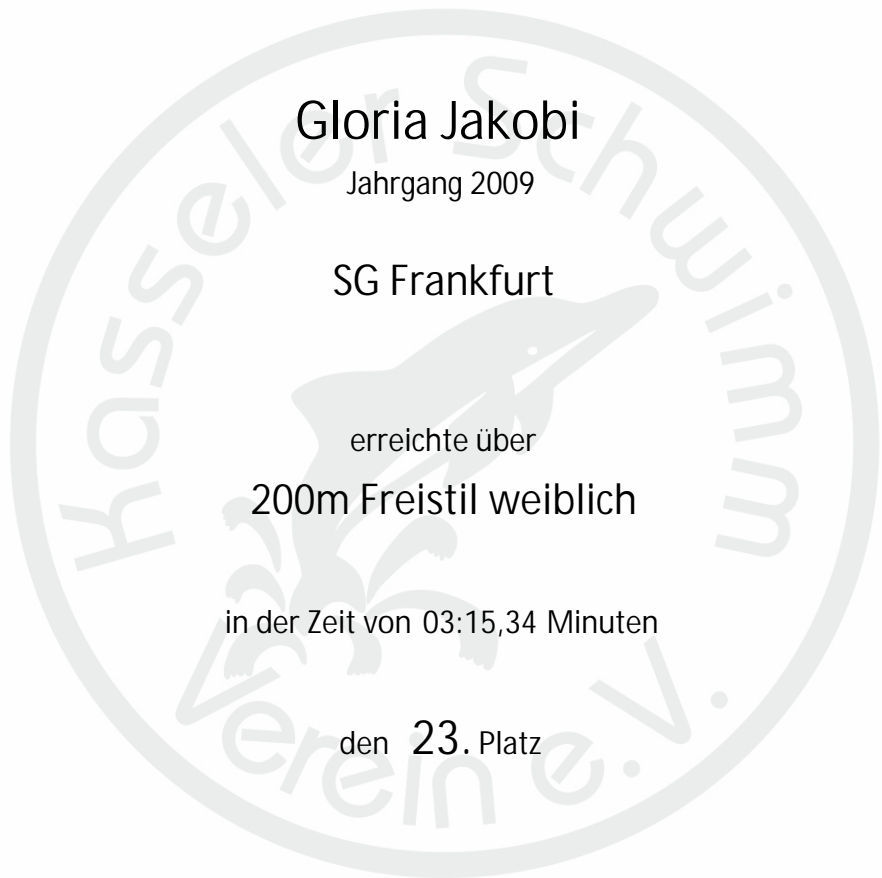 Gloria Jakobi
Jahrgang 2009
SG Frankfurt
erreichte über
200m Freistil weiblich
in der Zeit von 03:15,34 Minuten
den 23. Platz
Kasseler Schwimm
Verein e.V.